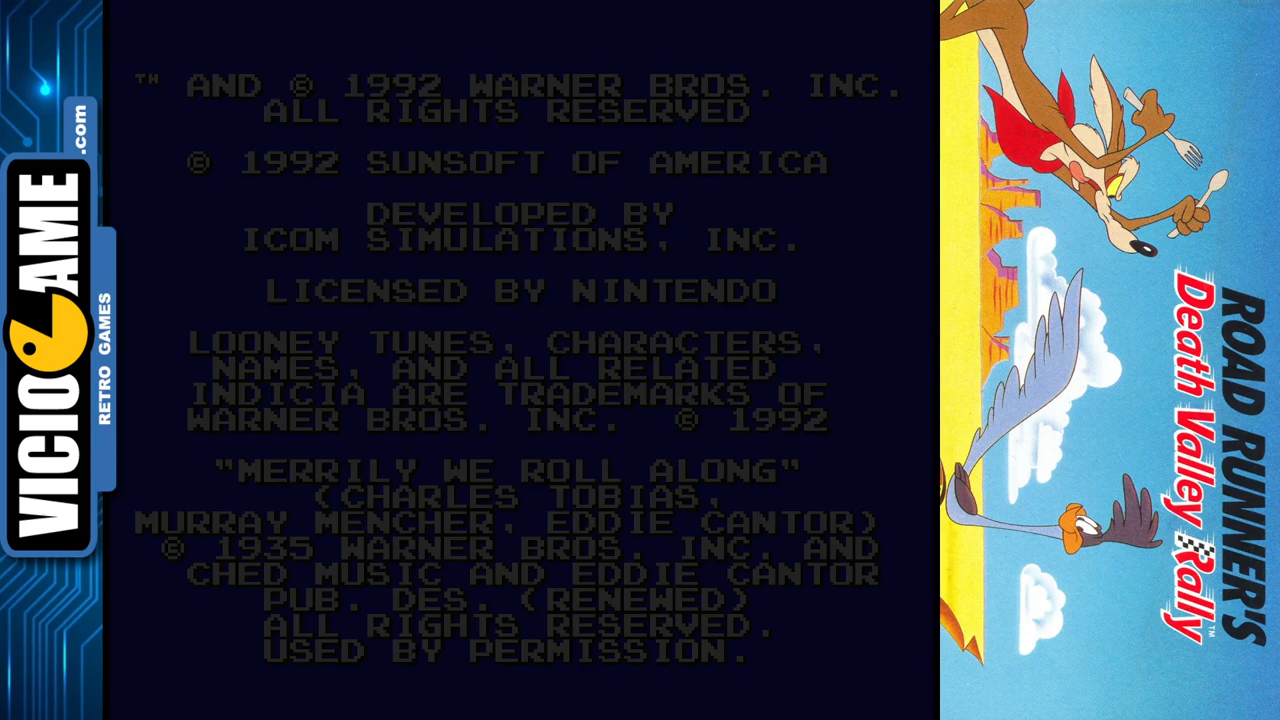 VICIOGAME
.com
RETRO GAMES
TM AND © 1992 WARNER BROS. INC.
ALL RIGHTS RESERVED
© 1992 SUNSOFT OF AMERICA
DEVELOPED BY
ICOM SIMULATIONS, INC.
LICENSED BY NINTENDO
LOONEY TUNES, CHARACTERS,
NAMES, AND ALL RELATED
INDICIA ARE TRADEMARKS OF
WARNER BROS. INC. © 1992
"MERRILY WE ROLL ALONG"
(CHARLES TOBIAS,
MURRAY MENCHER, EDDIE CANTOR)
© 1935 WARNER BROS. INC. AND
CHED MUSIC AND EDDIE CANTOR
PUB. DES. (RENEWED)
ALL RIGHTS RESERVED.
USED BY PERMISSION.
ROAD RUNNER'S
Death Valley Rally™